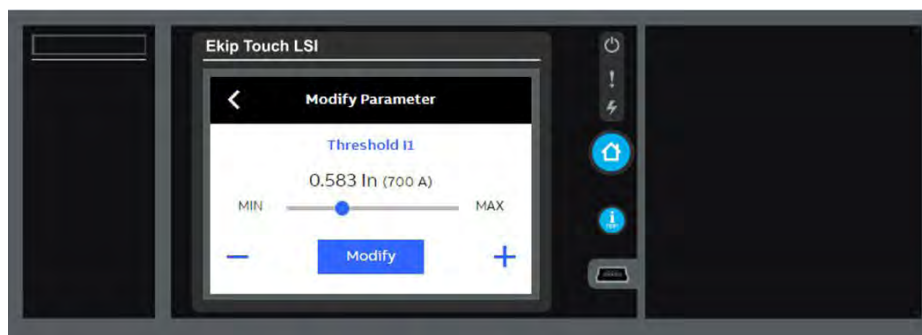 Ekip Touch LSI
Modify Parameter
Threshold I1
0.583 In (700 A)
MIN
MAX
Modify